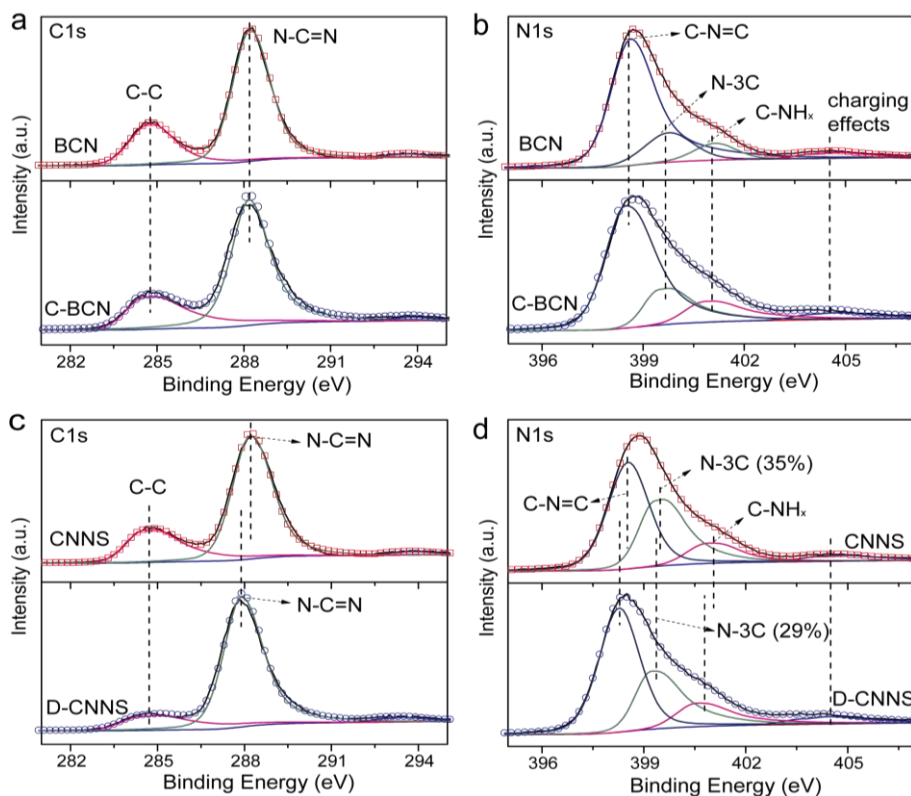 a
C1s
N-C=N
C-C
BCN
C-BCN
Intensity (a.u.)
282 285 288 291 294
Binding Energy (eV)
b
N1s
C-N=C
N-3C
C-NHₓ
charging
effects
BCN
C-BCN
Intensity (a.u.)
396 399 402 405
Binding Energy (eV)
c
C1s
N-C=N
C-C
CNNS
N-C=N
D-CNNS
Intensity (a.u.)
282 285 288 291 294
Binding Energy (eV)
d
N1s
N-3C (35%)
C-N=C
C-NHₓ
CNNS
N-3C (29%)
D-CNNS
Intensity (a.u.)
396 399 402 405
Binding Energy (eV)